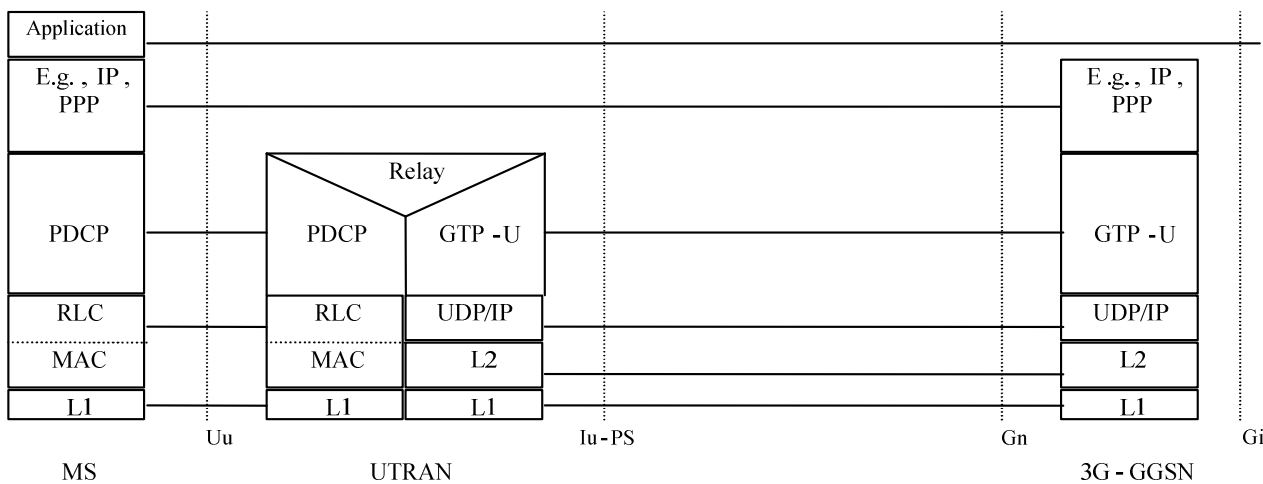 Application
E.g. , IP ,
PPP
E .g. , IP ,
PPP
Relay
PDCP
PDCP
GTP - U
GTP - U
RLC
RLC
UDP/IP
UDP/IP
MAC
MAC
L2
L2
L1
L1
L1
L1
Uu
Iu - PS
Gn
Gi
MS
UTRAN
3G - GGSN